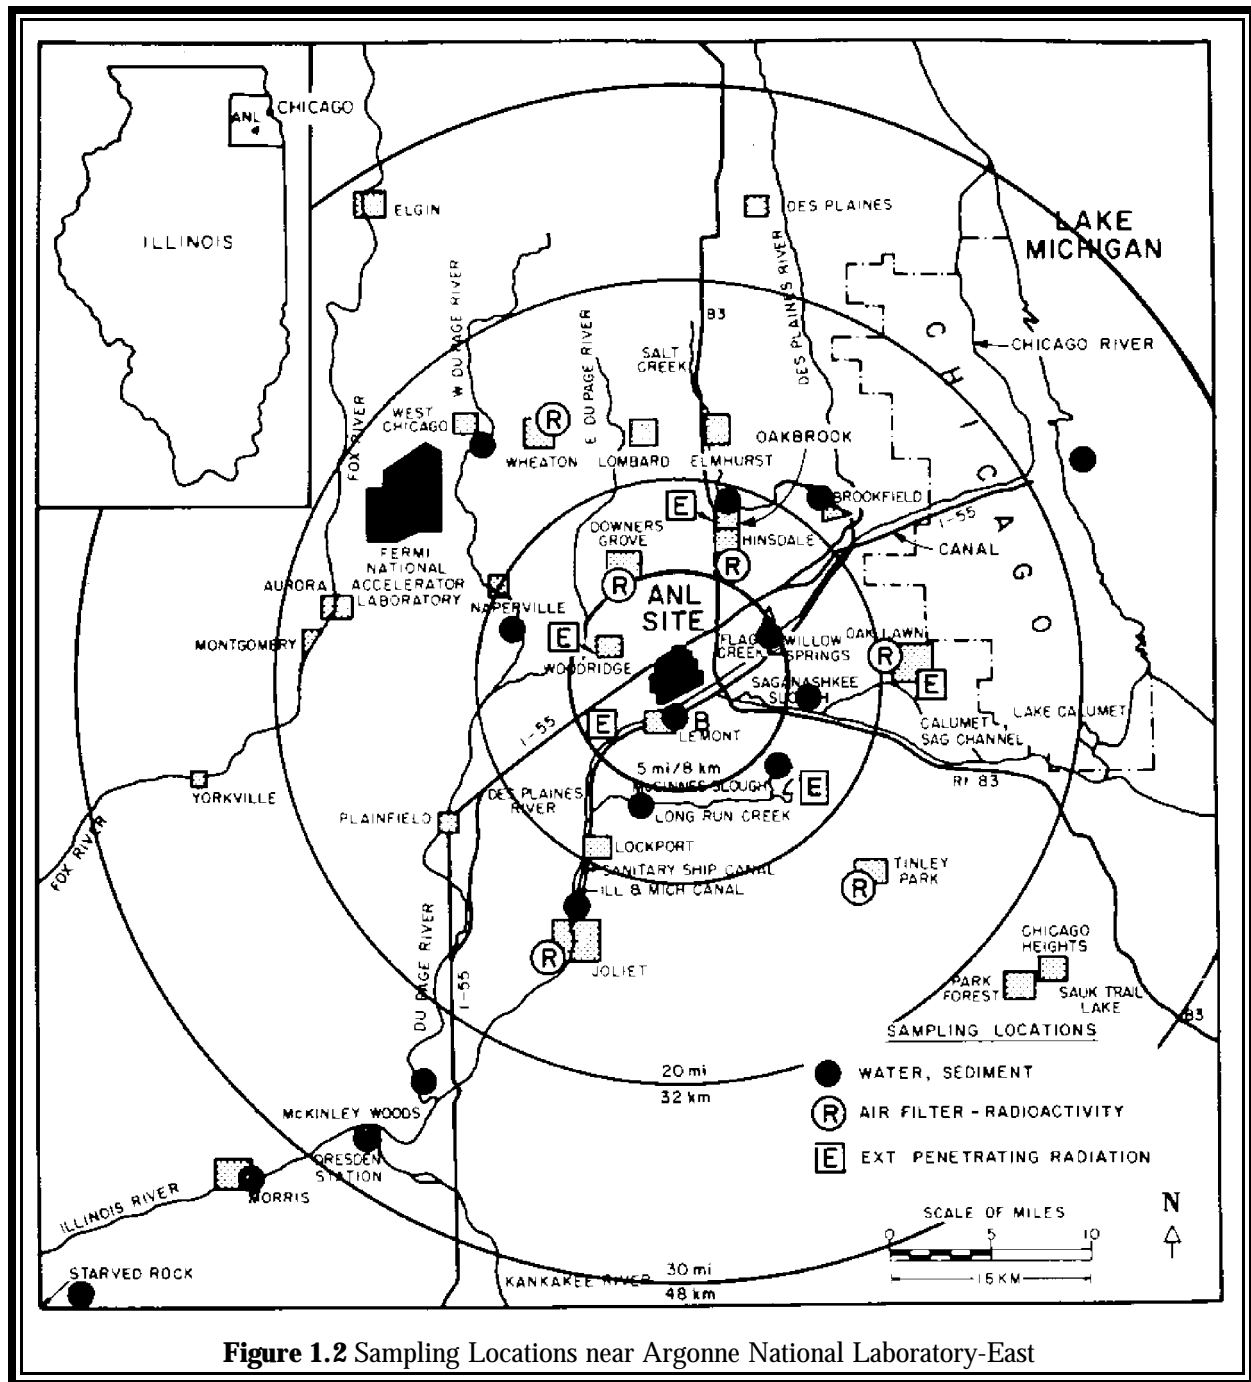 CHICAGO
ANL
ILLINOIS
ELGIN
DES PLAINES
LAKE
MICHIGAN
W DU PAGE RIVER
E DU PAGE RIVER
DES PLAINES RIVER
DES PLAINES RIVER
83
SALT
CREEK
CHICAGO RIVER
CHICAGO
FOX RIVER
WEST
CHICAGO
R
WHEATON
LOMBARD
ELMHURST
OAKBROOK
E
BROOKFIELD
I-55
CANAL
DOWNERS
GROVE
HINSDALE
R
R
FERMI
NATIONAL
ACCELERATOR
LABORATORY
AURORA
NAPERVILLE
MONTGOMERY
ANL
SITE
E
WOODRIDGE
FLAG
CREEK
WILLOW
SPRINGS
OAK LAWN
R
E
SAGANASHKEE
SLOUGH
CALUMET
SAG CHANNEL
LAKE CALUMET
E
B
LEMONT
I-55
5 mi/8 km
MCGINNES SLOUGH
E
RT 83
YORKVILLE
FOX RIVER
PLAINFIELD
DES PLAINES
RIVER
LONG RUN CREEK
LOCKPORT
SANITARY SHIP CANAL
ILL & MICH CANAL
TINLEY
PARK
R
R
JOLIET
DU PAGE RIVER
I-55
CHICAGO
HEIGHTS
PARK
FOREST
SAUK TRAIL
LAKE
83
SAMPLING LOCATIONS
WATER, SEDIMENT
R AIR FILTER - RADIOACTIVITY
E EXT PENETRATING RADIATION
20 mi
32 km
McKINLEY WOODS
DRESDEN
STATION
MORRIS
ILLINOIS RIVER
STARVED ROCK
KANKAKEE RIVER
30 mi
48 km
SCALE OF MILES
0 5 10
16 KM
N
Figure 1.2 Sampling Locations near Argonne National Laboratory-East